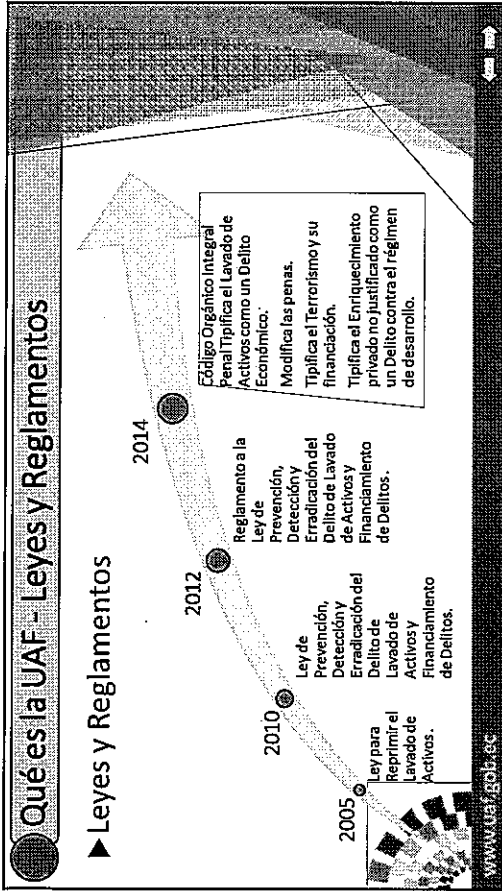 Qué es la UAF - Leyes y Reglamentos
▶Leyes y Reglamentos
2005
Ley para
Reprimir el
Lavado de
Activos.
2010
Ley de
Prevención,
Detección y
Erradicación del
Delito de
Lavado de
Activos y
Financiamiento
de Delitos.
2012
Reglamento a la
Ley de
Prevención,
Detección y
Erradicación del
Delito de Lavado
de Activos y
Financiamiento
de Delitos.
2014
Código Orgánico Integral
Penal Tipifica el Lavado de
Activos como un Delito
Económico.
Modifica las penas.
Tipifica el Terrorismo y su
financiación.
Tipifica el Enriquecimiento
privado no justificado como
un Delito contra el régimen
de desarrollo.
www.uaf.gob.ec